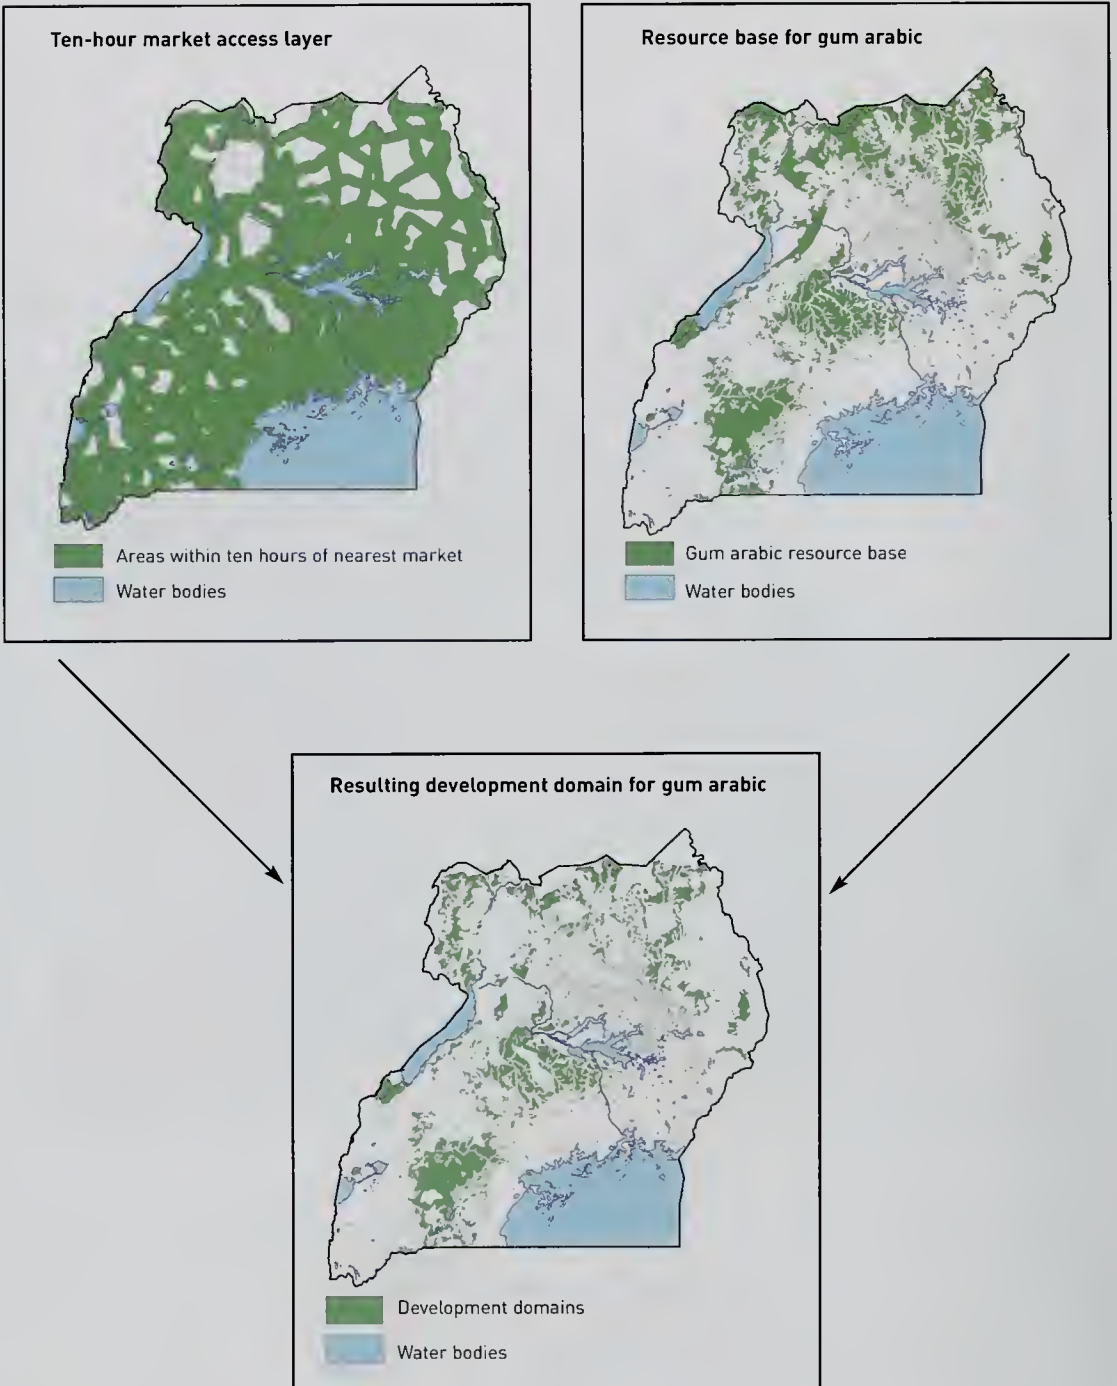 Ten-hour market access layer
Areas within ten hours of nearest market
Water bodies
Resource base for gum arabic
Gum arabic resource base
Water bodies
Resulting development domain for gum arabic
Development domains
Water bodies